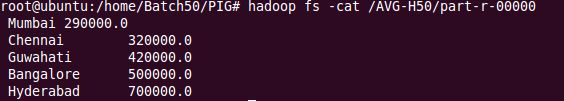 root@ubuntu:/home/Batch50/PIG# hadoop fs -cat /AVG-H50/part-r-00000
Mumbai 290000.0
Chennai 320000.0
Guwahati 420000.0
Bangalore 500000.0
Hyderabad 700000.0